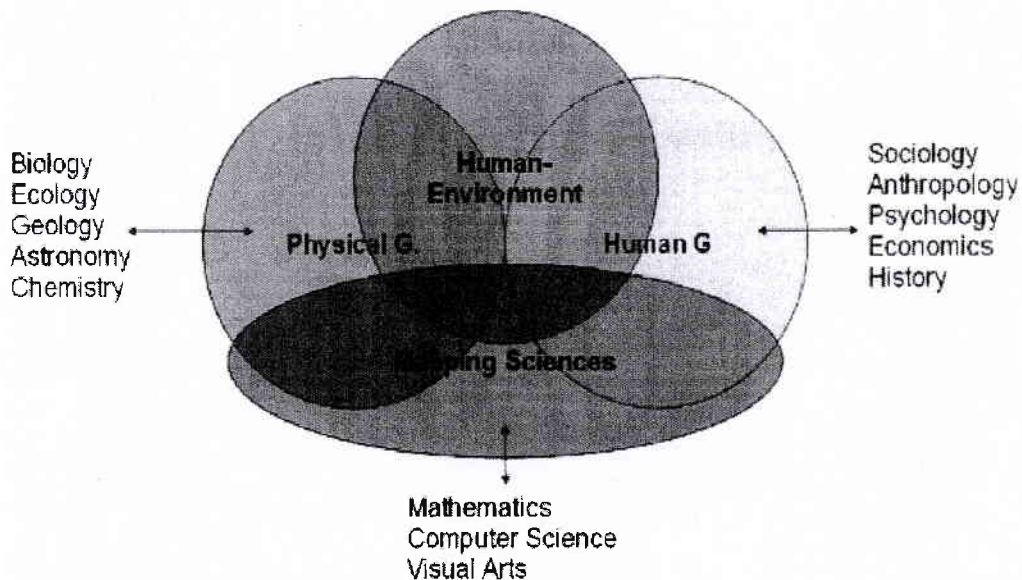 Human-
Environment
Physical G.
Human G
Mapping Sciences
Biology
Ecology
Geology
Astronomy
Chemistry
Sociology
Anthropology
Psychology
Economics
History
Mathematics
Computer Science
Visual Arts